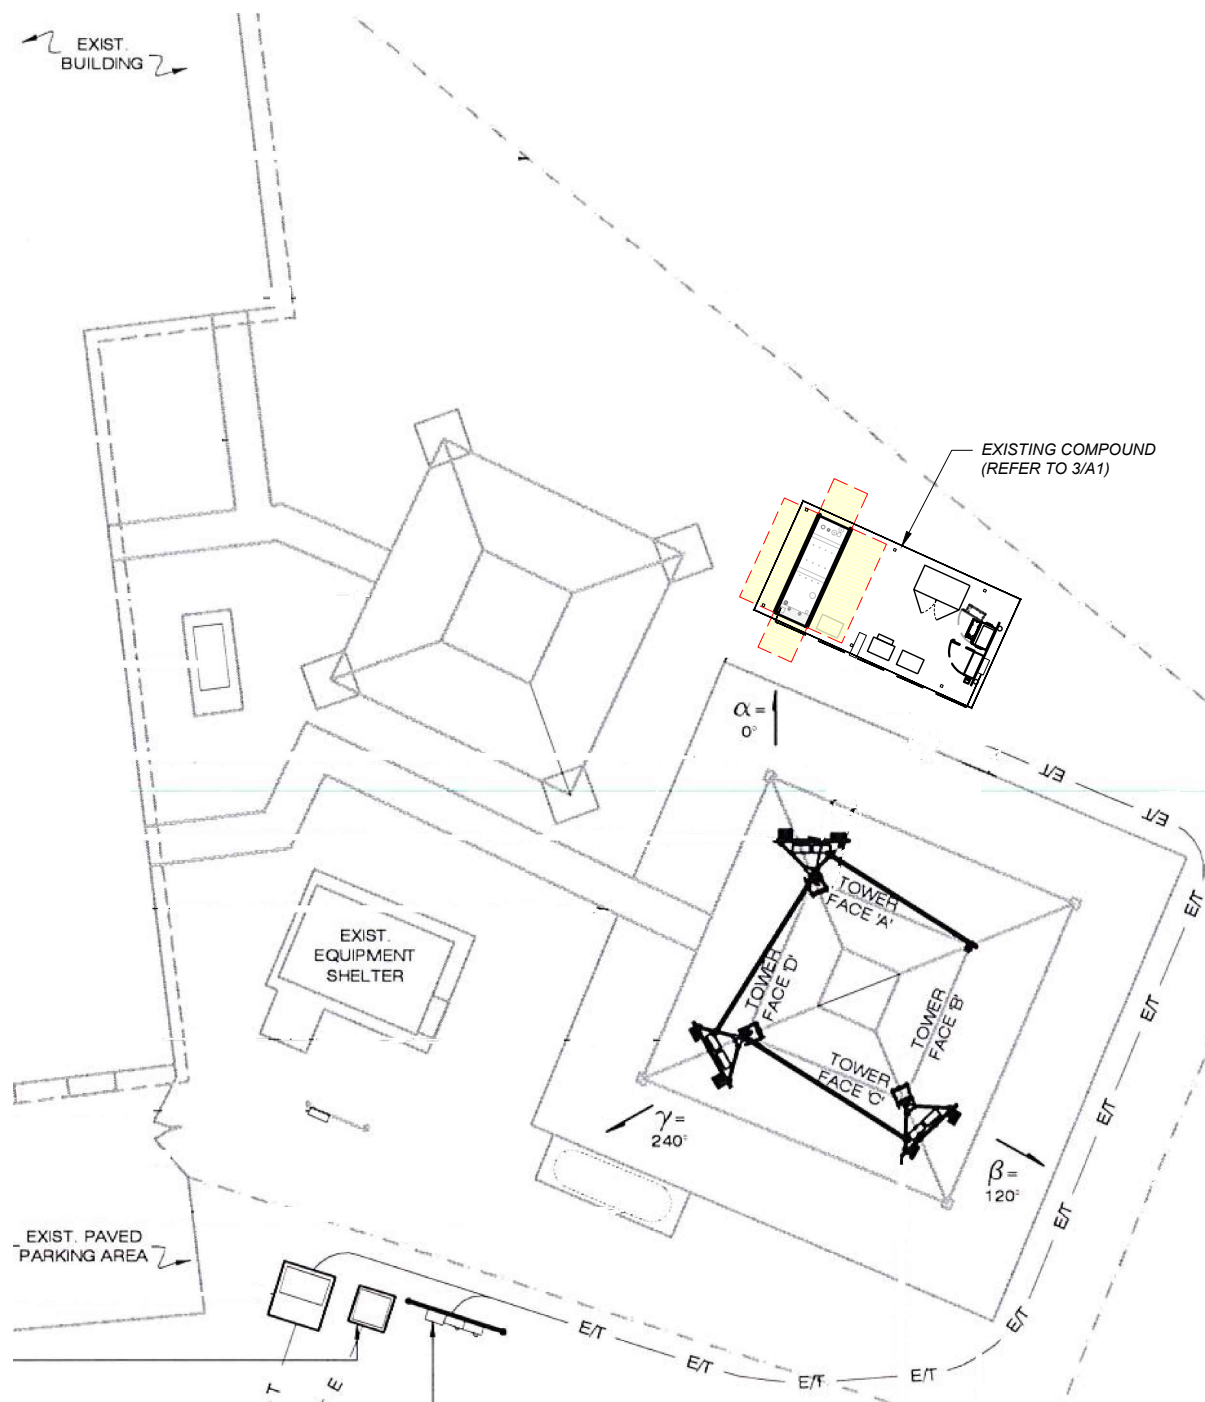 EXIST.
BUILDING
EXISTING COMPOUND
(REFER TO 3/A1)
α =
0°
E/T
E/T
E/T
TOWER
FACE 'A'
TOWER
FACE 'D'
TOWER
FACE 'B'
TOWER
FACE 'C'
EXIST.
EQUIPMENT
SHELTER
E/T
E/T
γ =
240°
β =
120°
E/T
E/T
EXIST. PAVED
PARKING AREA
E/T
E/T
E/T
E/T
T
E